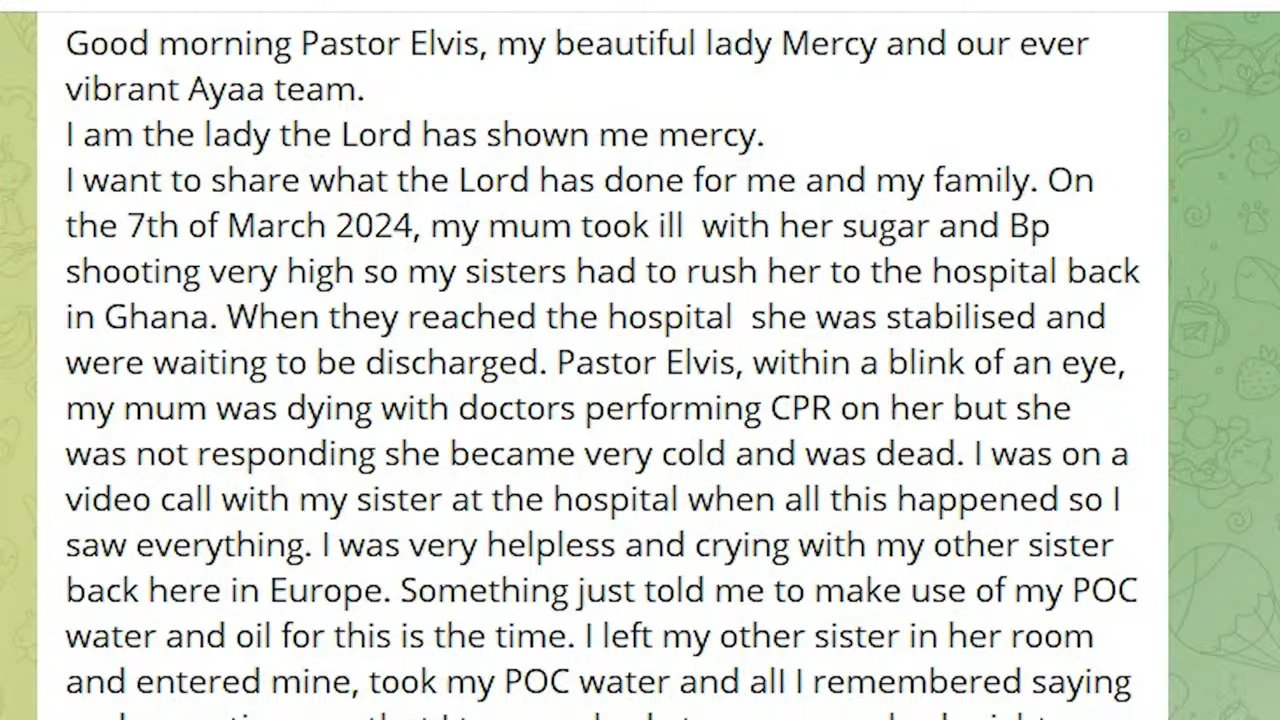 Good morning Pastor Elvis, my beautiful lady Mercy and our ever
vibrant Ayaa team.
I am the lady the Lord has shown me mercy.
I want to share what the Lord has done for me and my family. On
the 7th of March 2024, my mum took ill  with her sugar and Bp
shooting very high so my sisters had to rush her to the hospital back
in Ghana. When they reached the hospital  she was stabilised and
were waiting to be discharged. Pastor Elvis, within a blink of an eye,
my mum was dying with doctors performing CPR on her but she
was not responding she became very cold and was dead. I was on a
video call with my sister at the hospital when all this happened so I
saw everything. I was very helpless and crying with my other sister
back here in Europe. Something just told me to make use of my POC
water and oil for this is the time. I left my other sister in her room
and entered mine, took my POC water and all I remembered saying